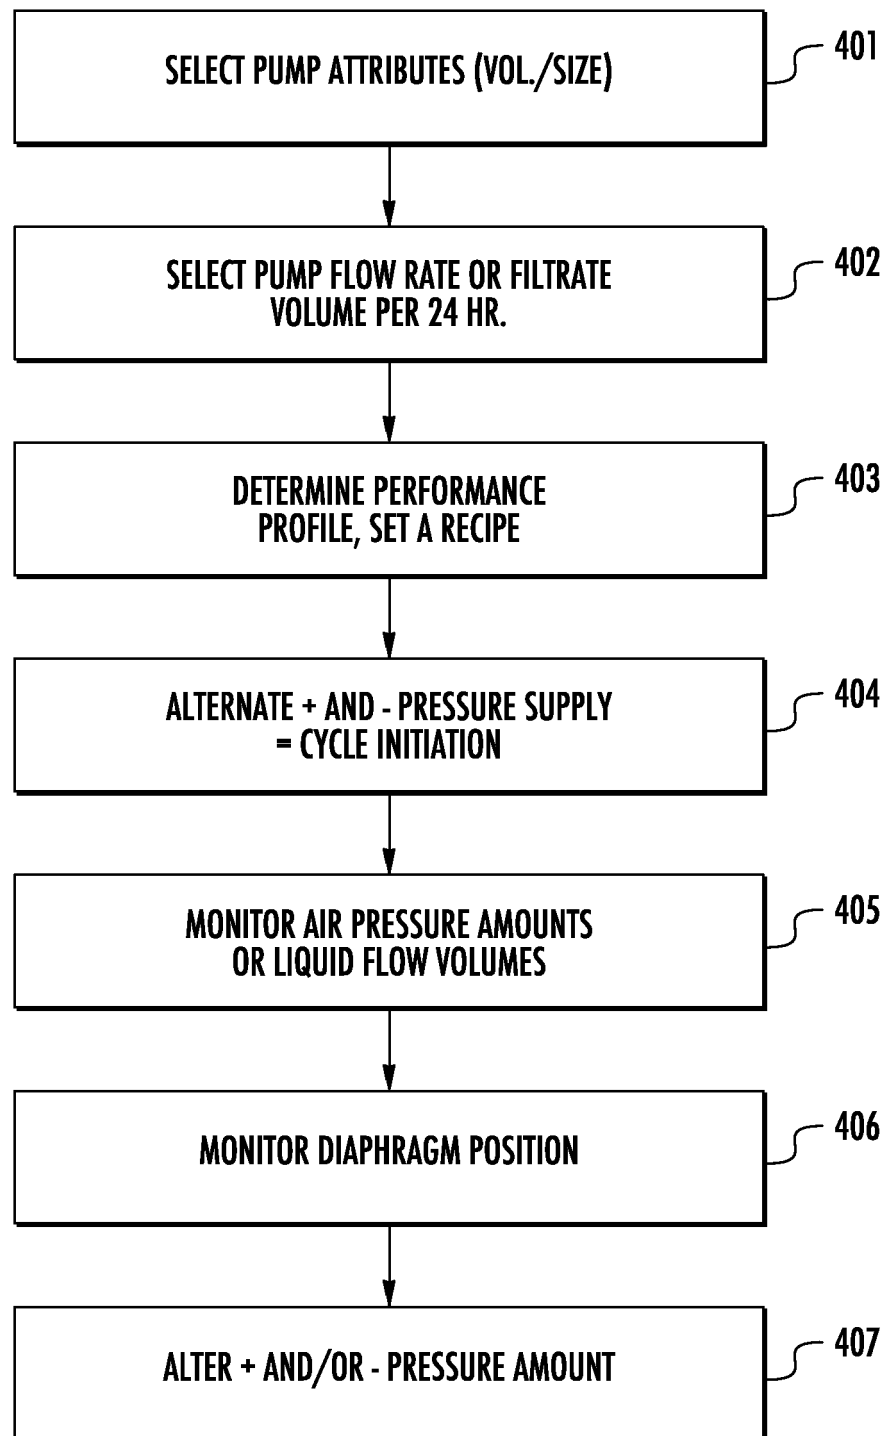 SELECT PUMP ATTRIBUTES (VOL./SIZE)
401
SELECT PUMP FLOW RATE OR FILTRATE
VOLUME PER 24 HR.
402
DETERMINE PERFORMANCE
PROFILE, SET A RECIPE
403
ALTERNATE + AND - PRESSURE SUPPLY
= CYCLE INITIATION
404
MONITOR AIR PRESSURE AMOUNTS
OR LIQUID FLOW VOLUMES
405
MONITOR DIAPHRAGM POSITION
406
ALTER + AND/OR - PRESSURE AMOUNT
407